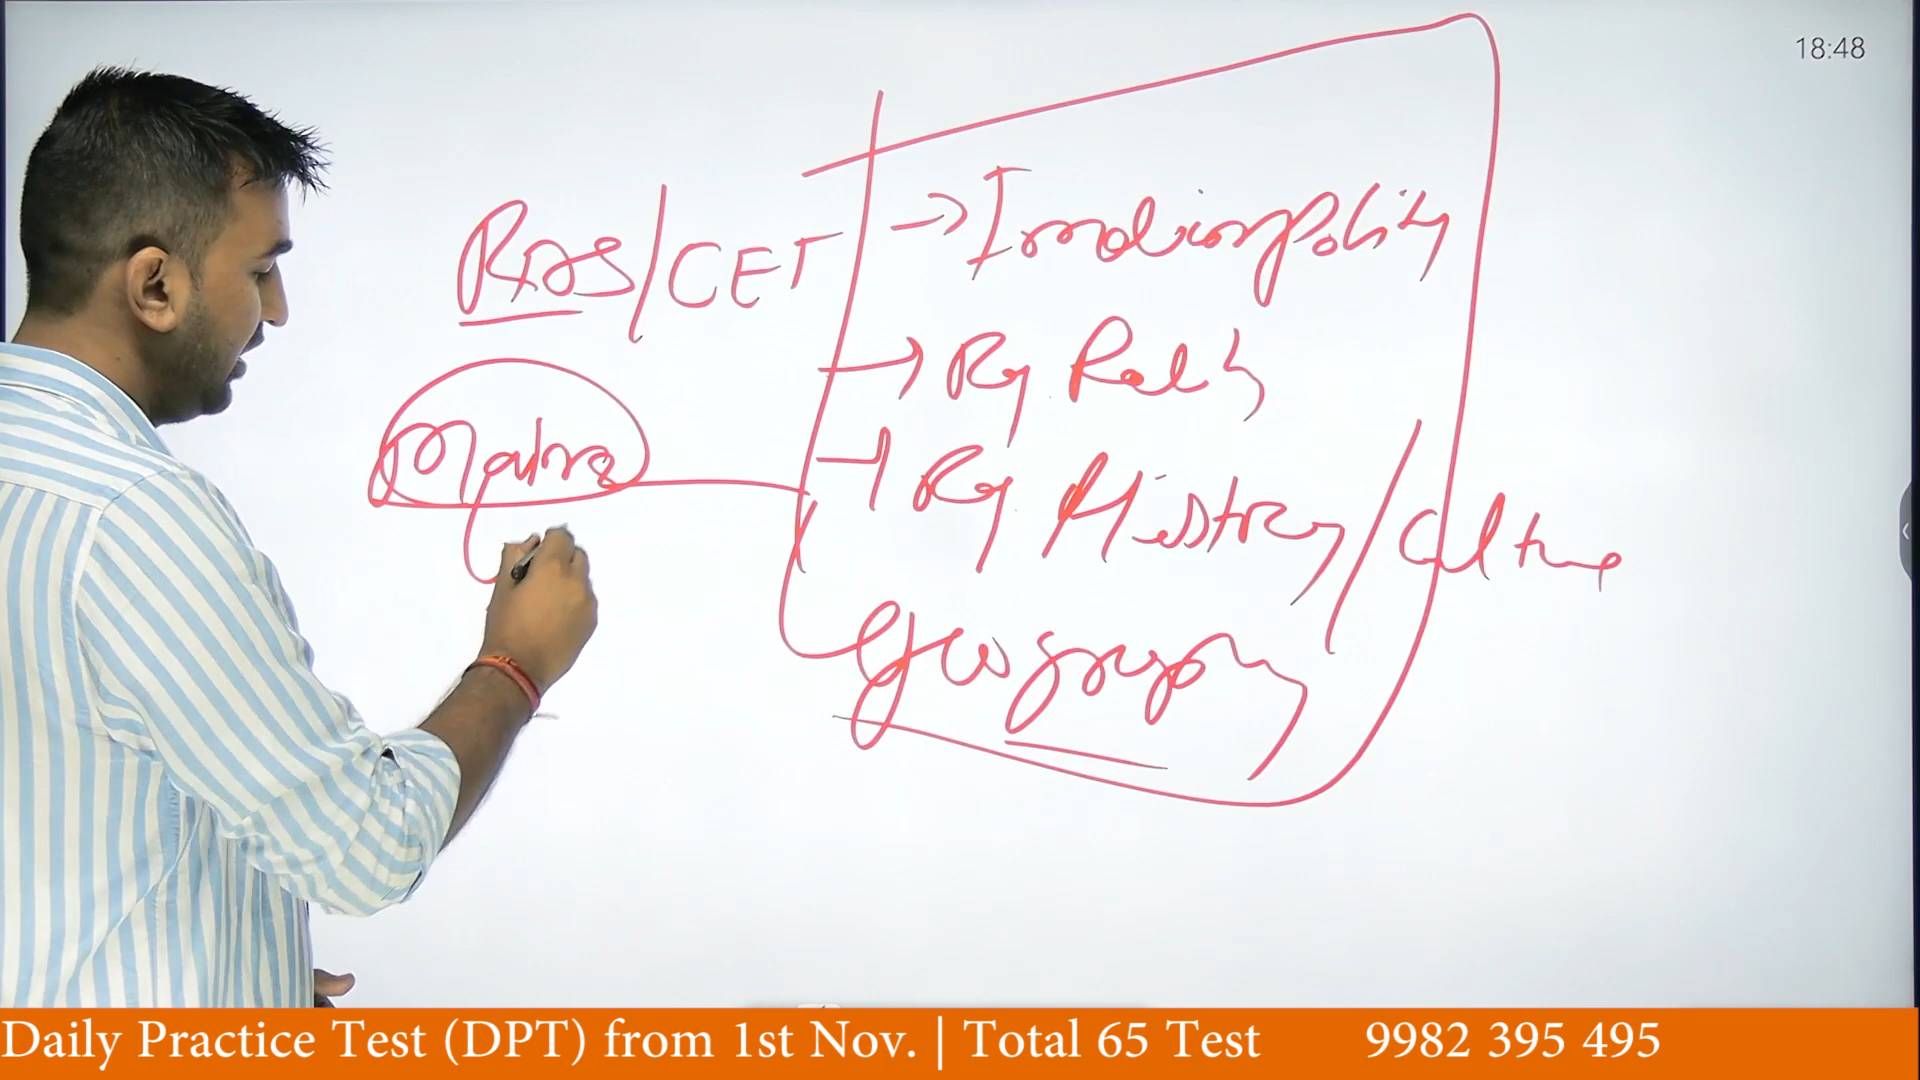 18:48
RAS/CET
→ Indian Polity
→ Raj Polity
Mains
→ Raj History/Culture
Geography
Daily Practice Test (DPT) from 1st Nov. | Total 65 Test 9982 395 495